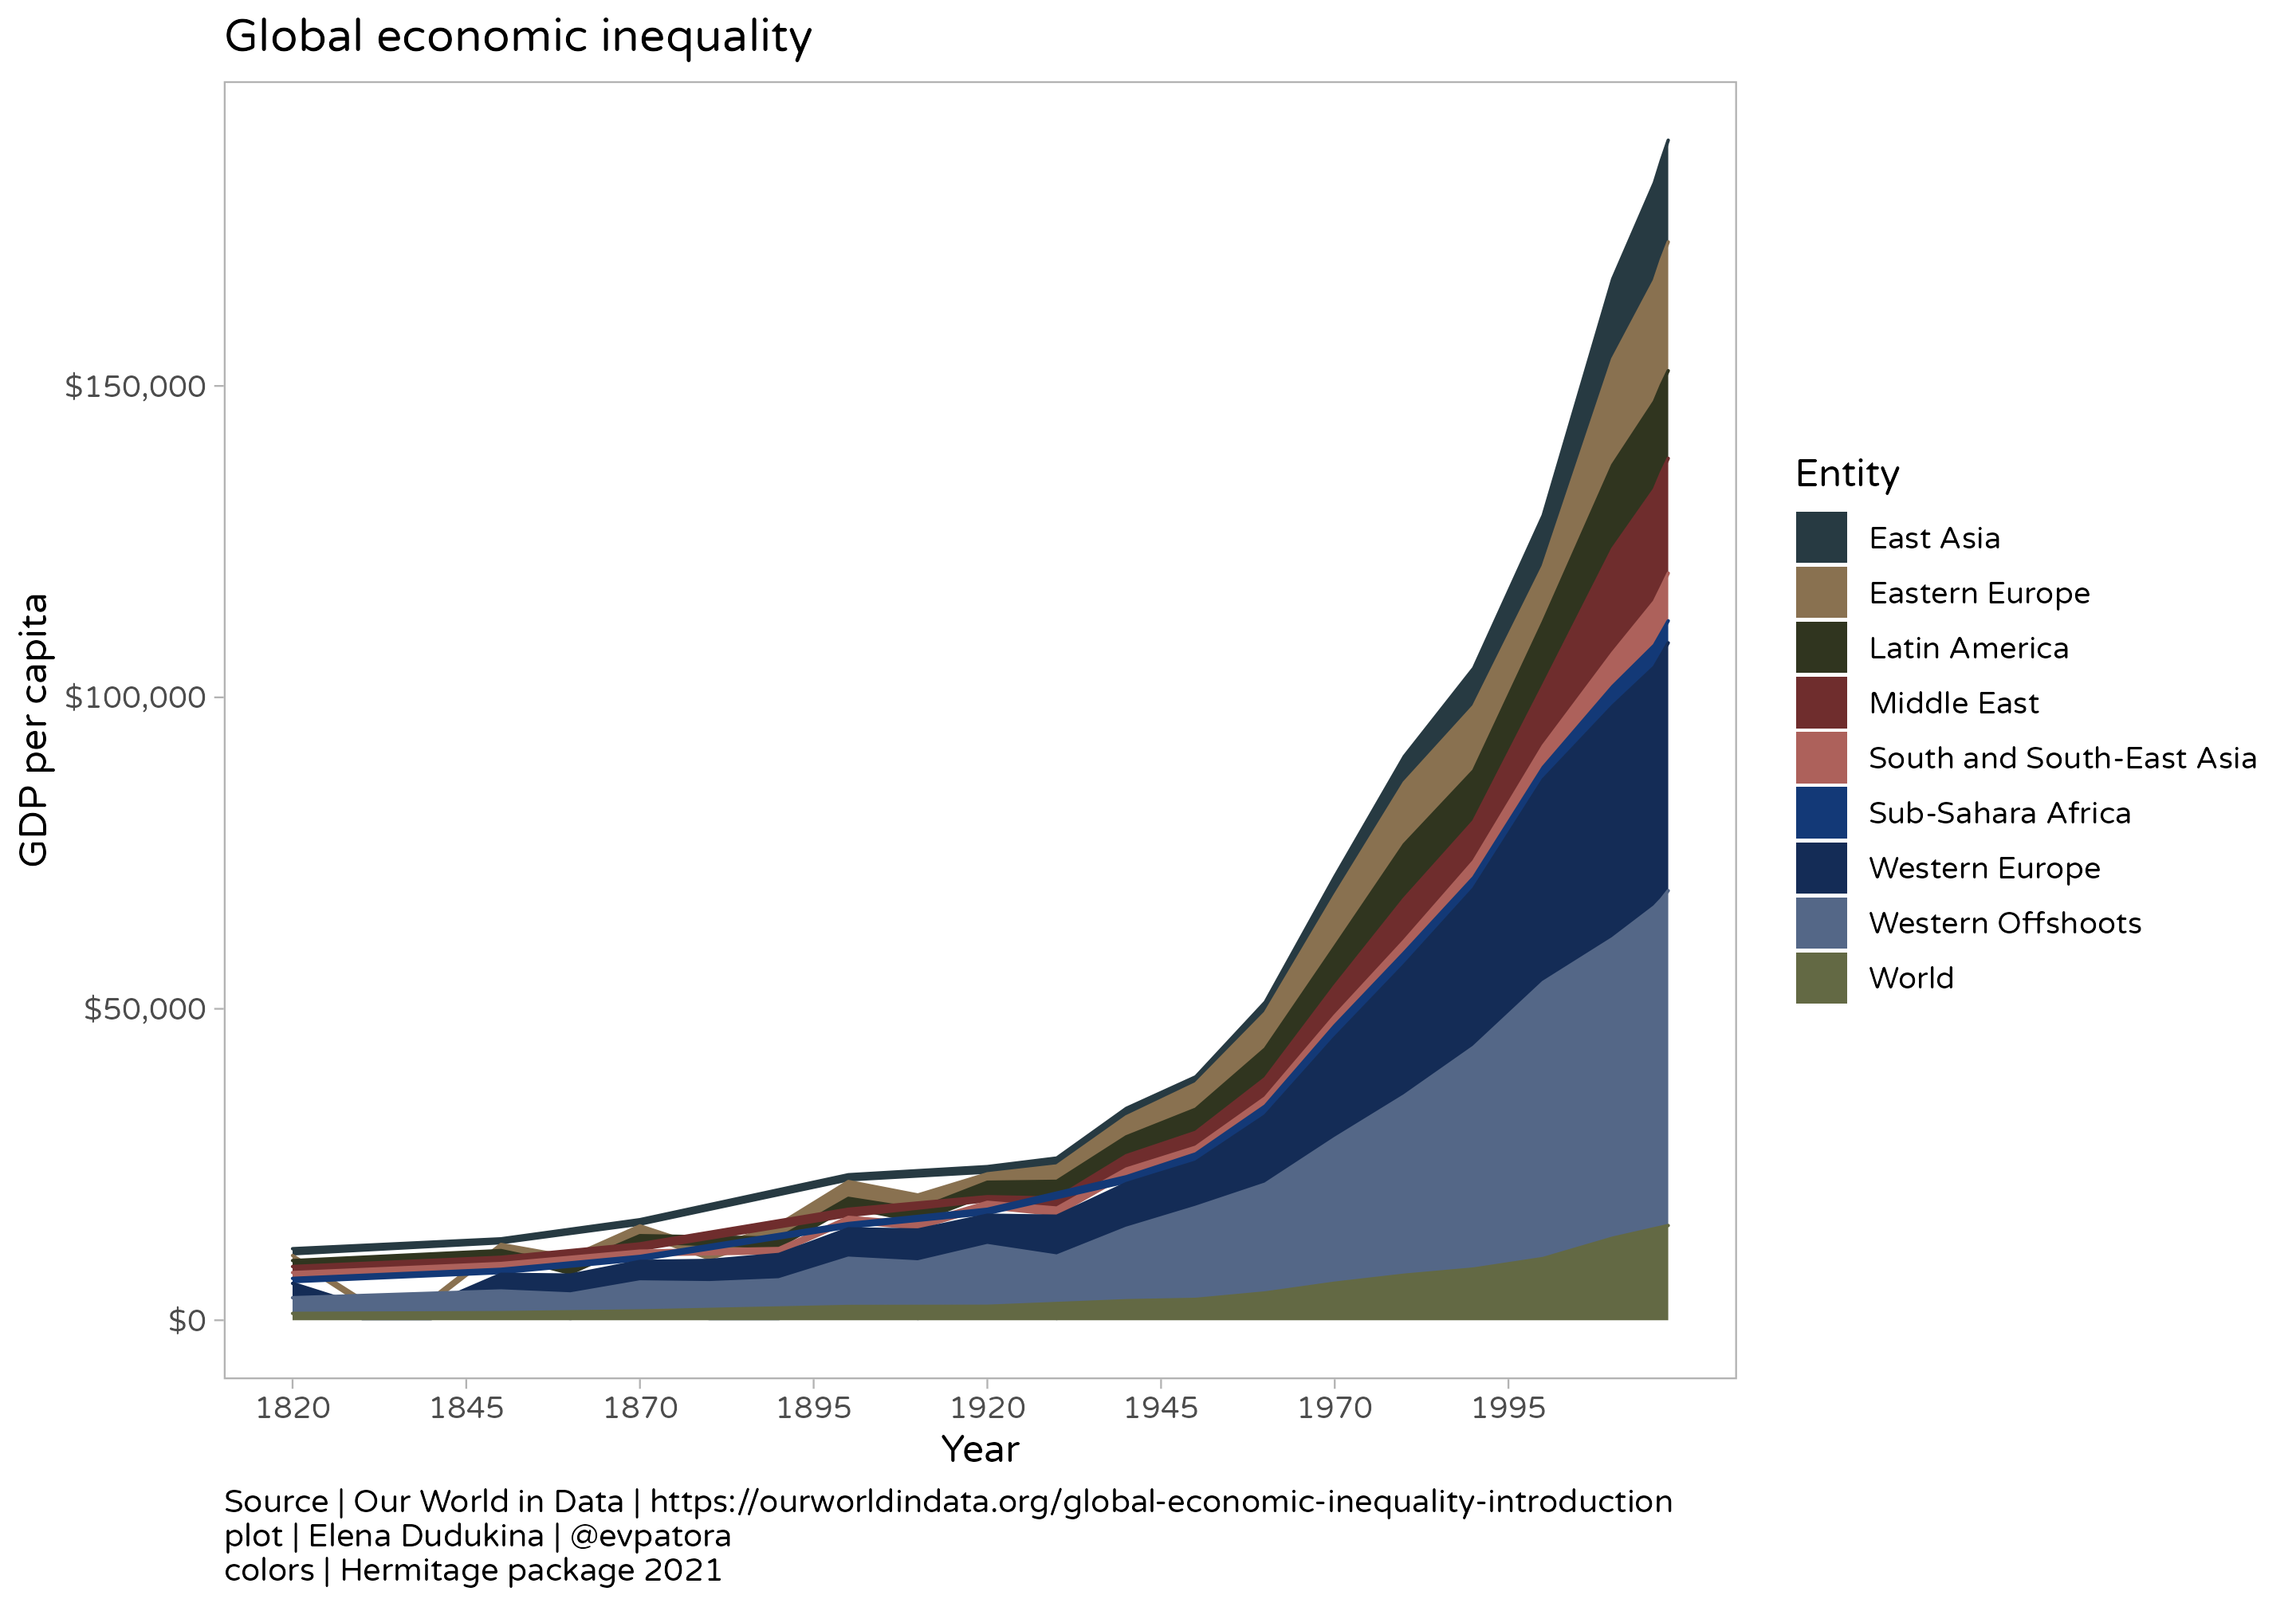 Global economic inequality
$150,000
$100,000
$50,000
$0
GDP per capita
1820 1845 1870 1895 1920 1945 1970 1995
Year
Entity
East Asia
Eastern Europe
Latin America
Middle East
South and South-East Asia
Sub-Sahara Africa
Western Europe
Western Offshoots
World
Source | Our World in Data | https://ourworldindata.org/global-economic-inequality-introduction
plot | Elena Dudukina | @evpatora
colors | Hermitage package 2021